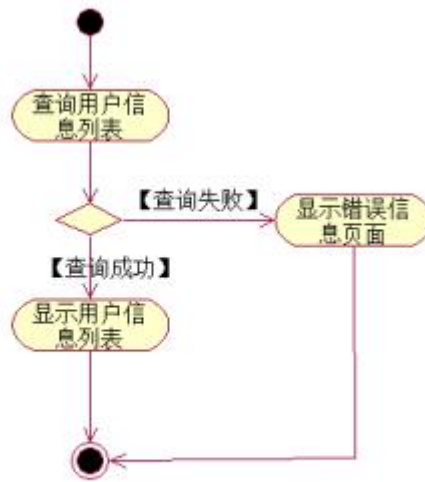 查询用户信
息列表
【查询失败】
显示错误信
息页面
【查询成功】
显示用户信
息列表